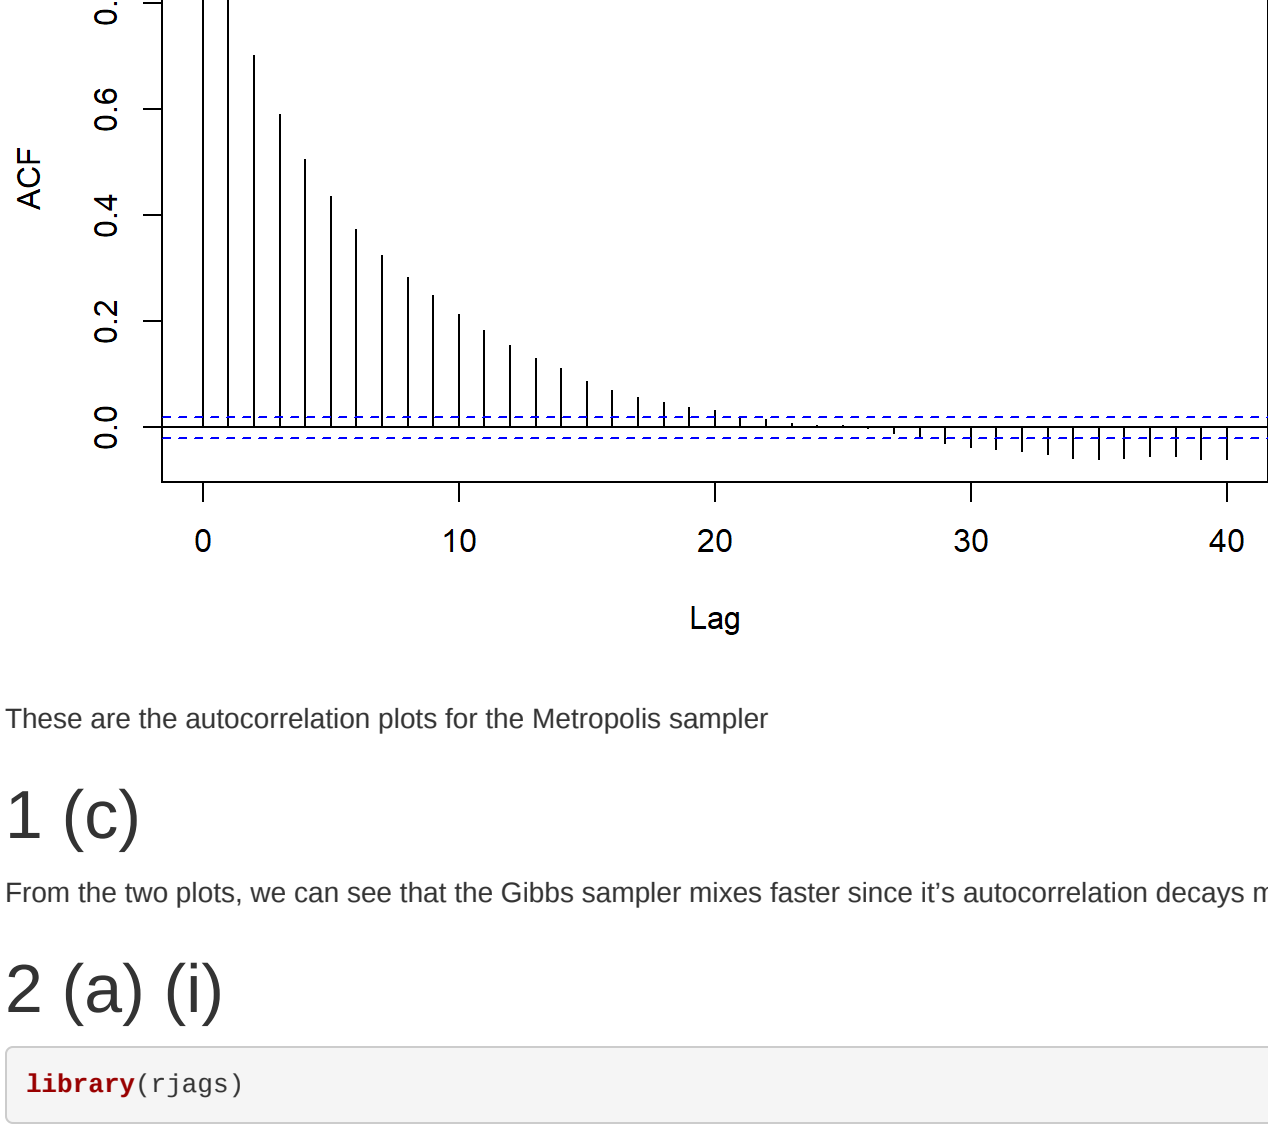 0.
0.6
0.4
0.2
0.0
ACF
0 10 20 30 40
Lag
These are the autocorrelation plots for the Metropolis sampler
1 (c)
From the two plots, we can see that the Gibbs sampler mixes faster since it’s autocorrelation decays
2 (a) (i)
library(rjags)